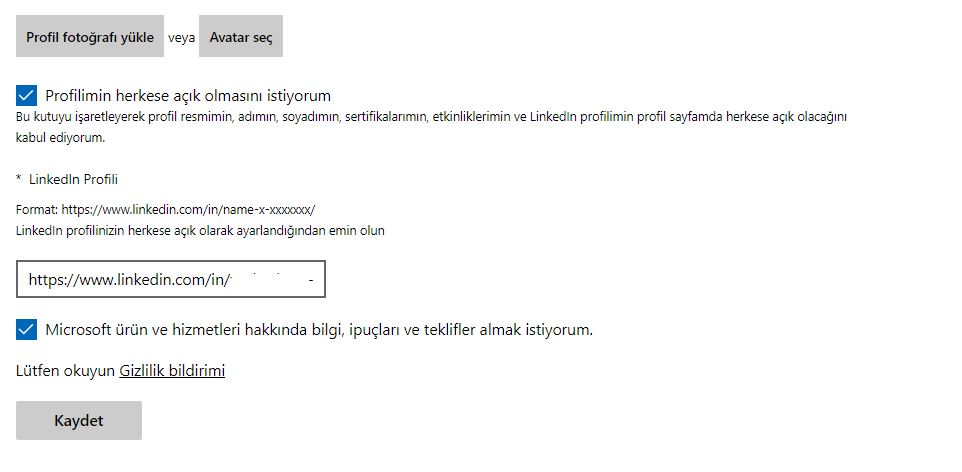 Profil fotoğrafı yükle veya Avatar seç
Profilimin herkese açık olmasını istiyorum
Bu kutuyu işaretleyerek profil resmimin, adımın, soyadımın, sertifikalarımın, etkinliklerimin ve LinkedIn profilimin profil sayfamda herkese açık olacağını
kabul ediyorum.
* LinkedIn Profili
Format: https://www.linkedin.com/in/name-x-xxxxxxx/
LinkedIn profilinizin herkese açık olarak ayarlandığından emin olun
https://www.linkedin.com/in/
Microsoft ürün ve hizmetleri hakkında bilgi, ipuçları ve teklifler almak istiyorum.
Lütfen okuyun Gizlilik bildirimi
Kaydet